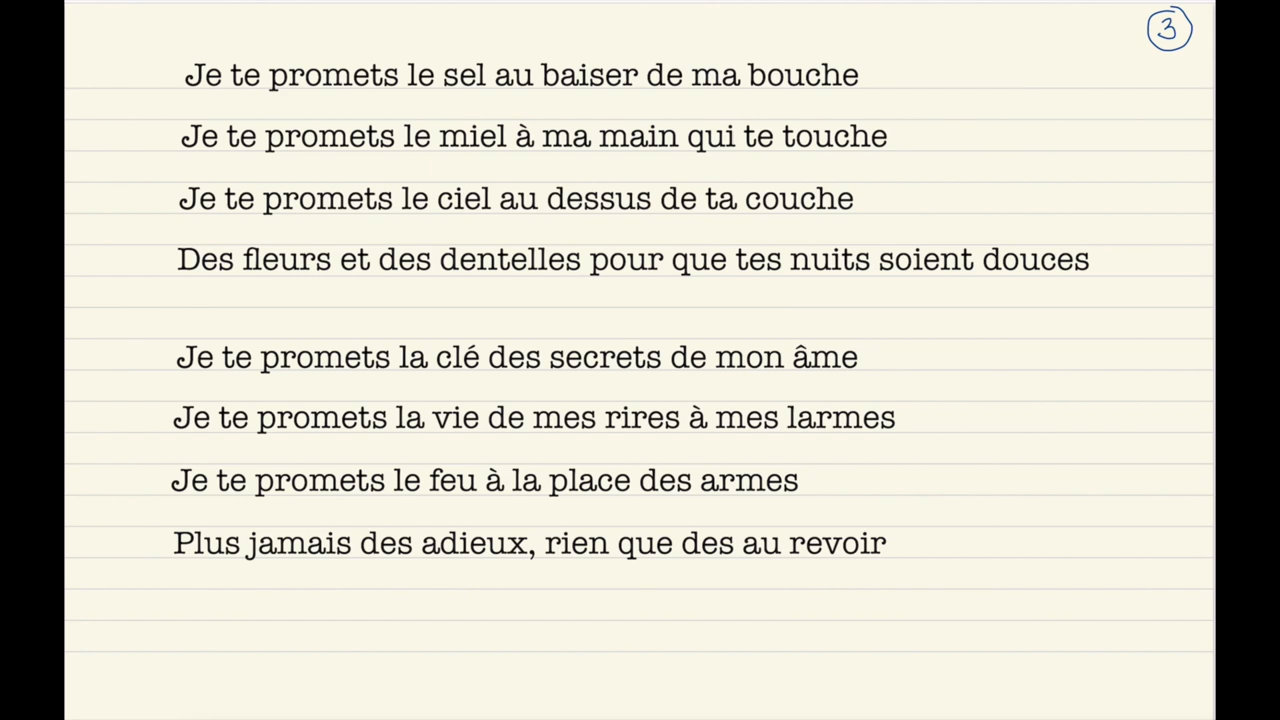 3
Je te promets le sel au baiser de ma bouche
Je te promets le miel à ma main qui te touche
Je te promets le ciel au dessus de ta couche
Des fleurs et des dentelles pour que tes nuits soient douces
Je te promets la clé des secrets de mon âme
Je te promets la vie de mes rires à mes larmes
Je te promets le feu à la place des armes
Plus jamais des adieux, rien que des au revoir